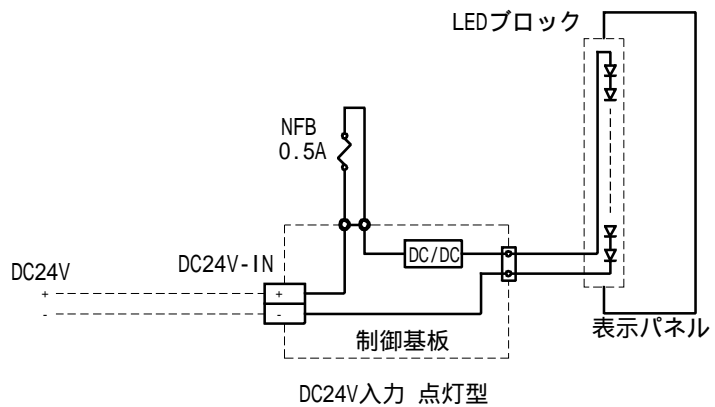 LEDブロック
NFB
0.5A
DC/DC
DC24V
DC24V-IN
+
+
-
-
制御基板
表示パネル
DC24V入力 点灯型